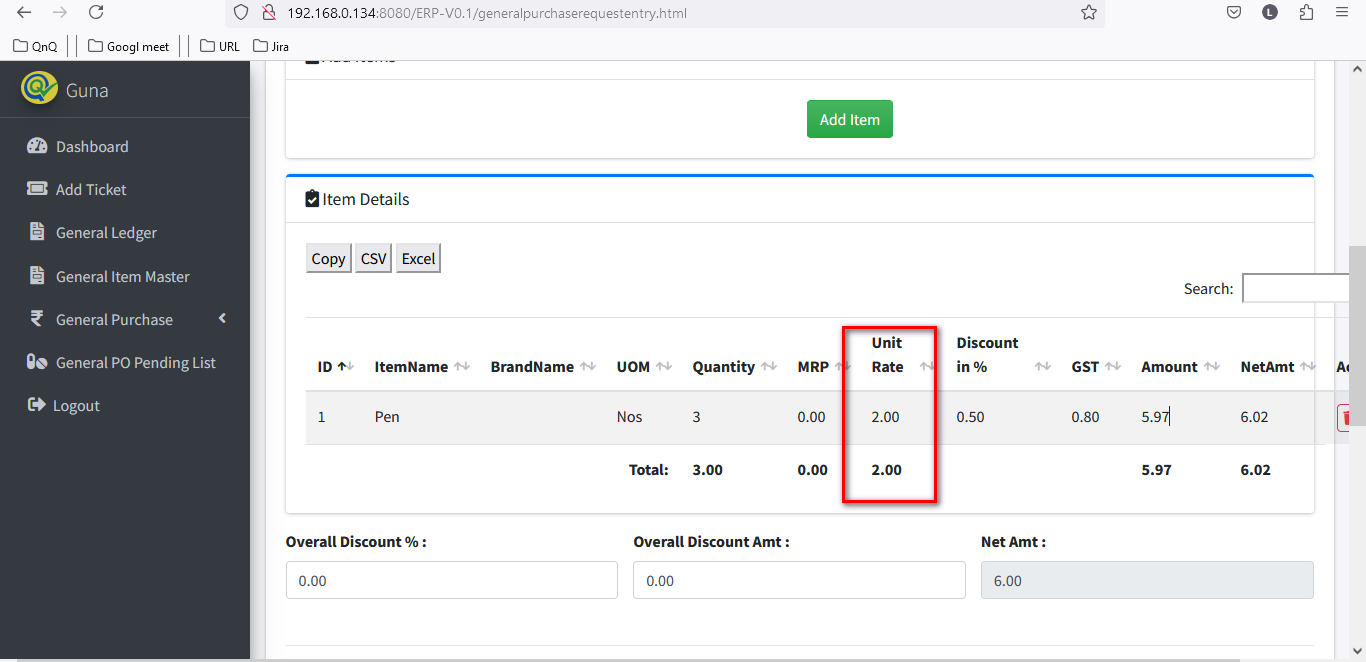 192.168.0.134:8080/ERP-V0.1/generalpurchaserequestentry.html
L
QnQ
Googl meet
URL
Jira
Guna
Dashboard
Add Ticket
General Ledger
General Item Master
General Purchase
General PO Pending List
Logout
Add Item
Item Details
Copy CSV Excel
Search:
ID ItemName BrandName UOM Quantity MRP Unit Rate Discount in % GST Amount NetAmt
1 Pen Nos 3 0.00 2.00 0.50 0.80 5.97 6.02
Total: 3.00 0.00 2.00 5.97 6.02
Overall Discount % : Overall Discount Amt : Net Amt :
0.00 0.00 6.00